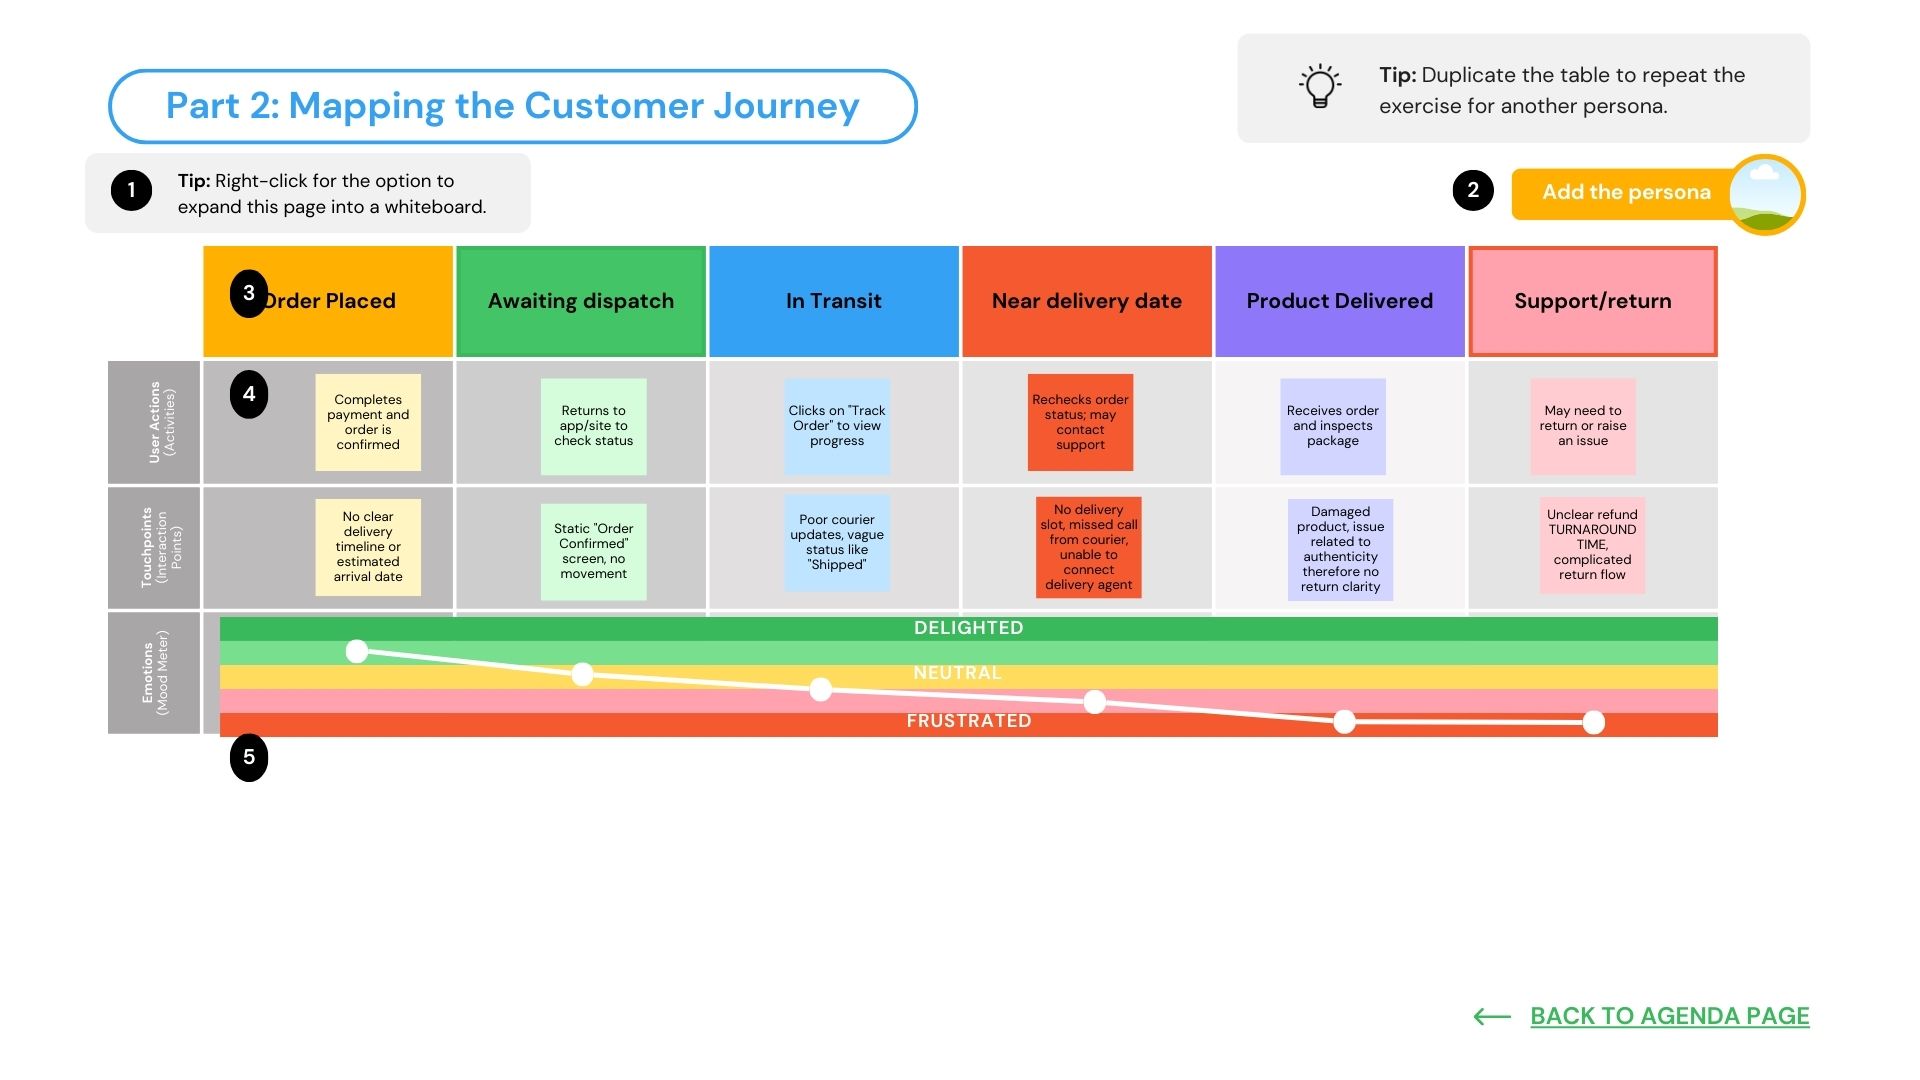 Part 2: Mapping the Customer Journey
Tip: Duplicate the table to repeat the
exercise for another persona.
1
Tip: Right-click for the option to
expand this page into a whiteboard.
2
Add the persona
3
Order Placed
Awaiting dispatch
In Transit
Near delivery date
Product Delivered
Support/return
User Actions
(Activities)
4
Completes
payment and
order is
confirmed
Returns to
app/site to
check status
Clicks on "Track
Order" to view
progress
Rechecks order
status; may
contact
support
Receives order
and inspects
package
May need to
return or raise
an issue
Touchpoints
(Interaction
Points)
No clear
delivery
timeline or
estimated
arrival date
Static "Order
Confirmed"
screen, no
movement
Poor courier
updates, vague
status like
"Shipped"
No delivery
slot, missed call
from courier,
unable to
connect
delivery agent
Damaged
product, issue
related to
authenticity
therefore no
return clarity
Unclear refund
TURNAROUND
TIME,
complicated
return flow
Emotions
(Mood Meter)
DELIGHTED
NEUTRAL
FRUSTRATED
5
BACK TO AGENDA PAGE